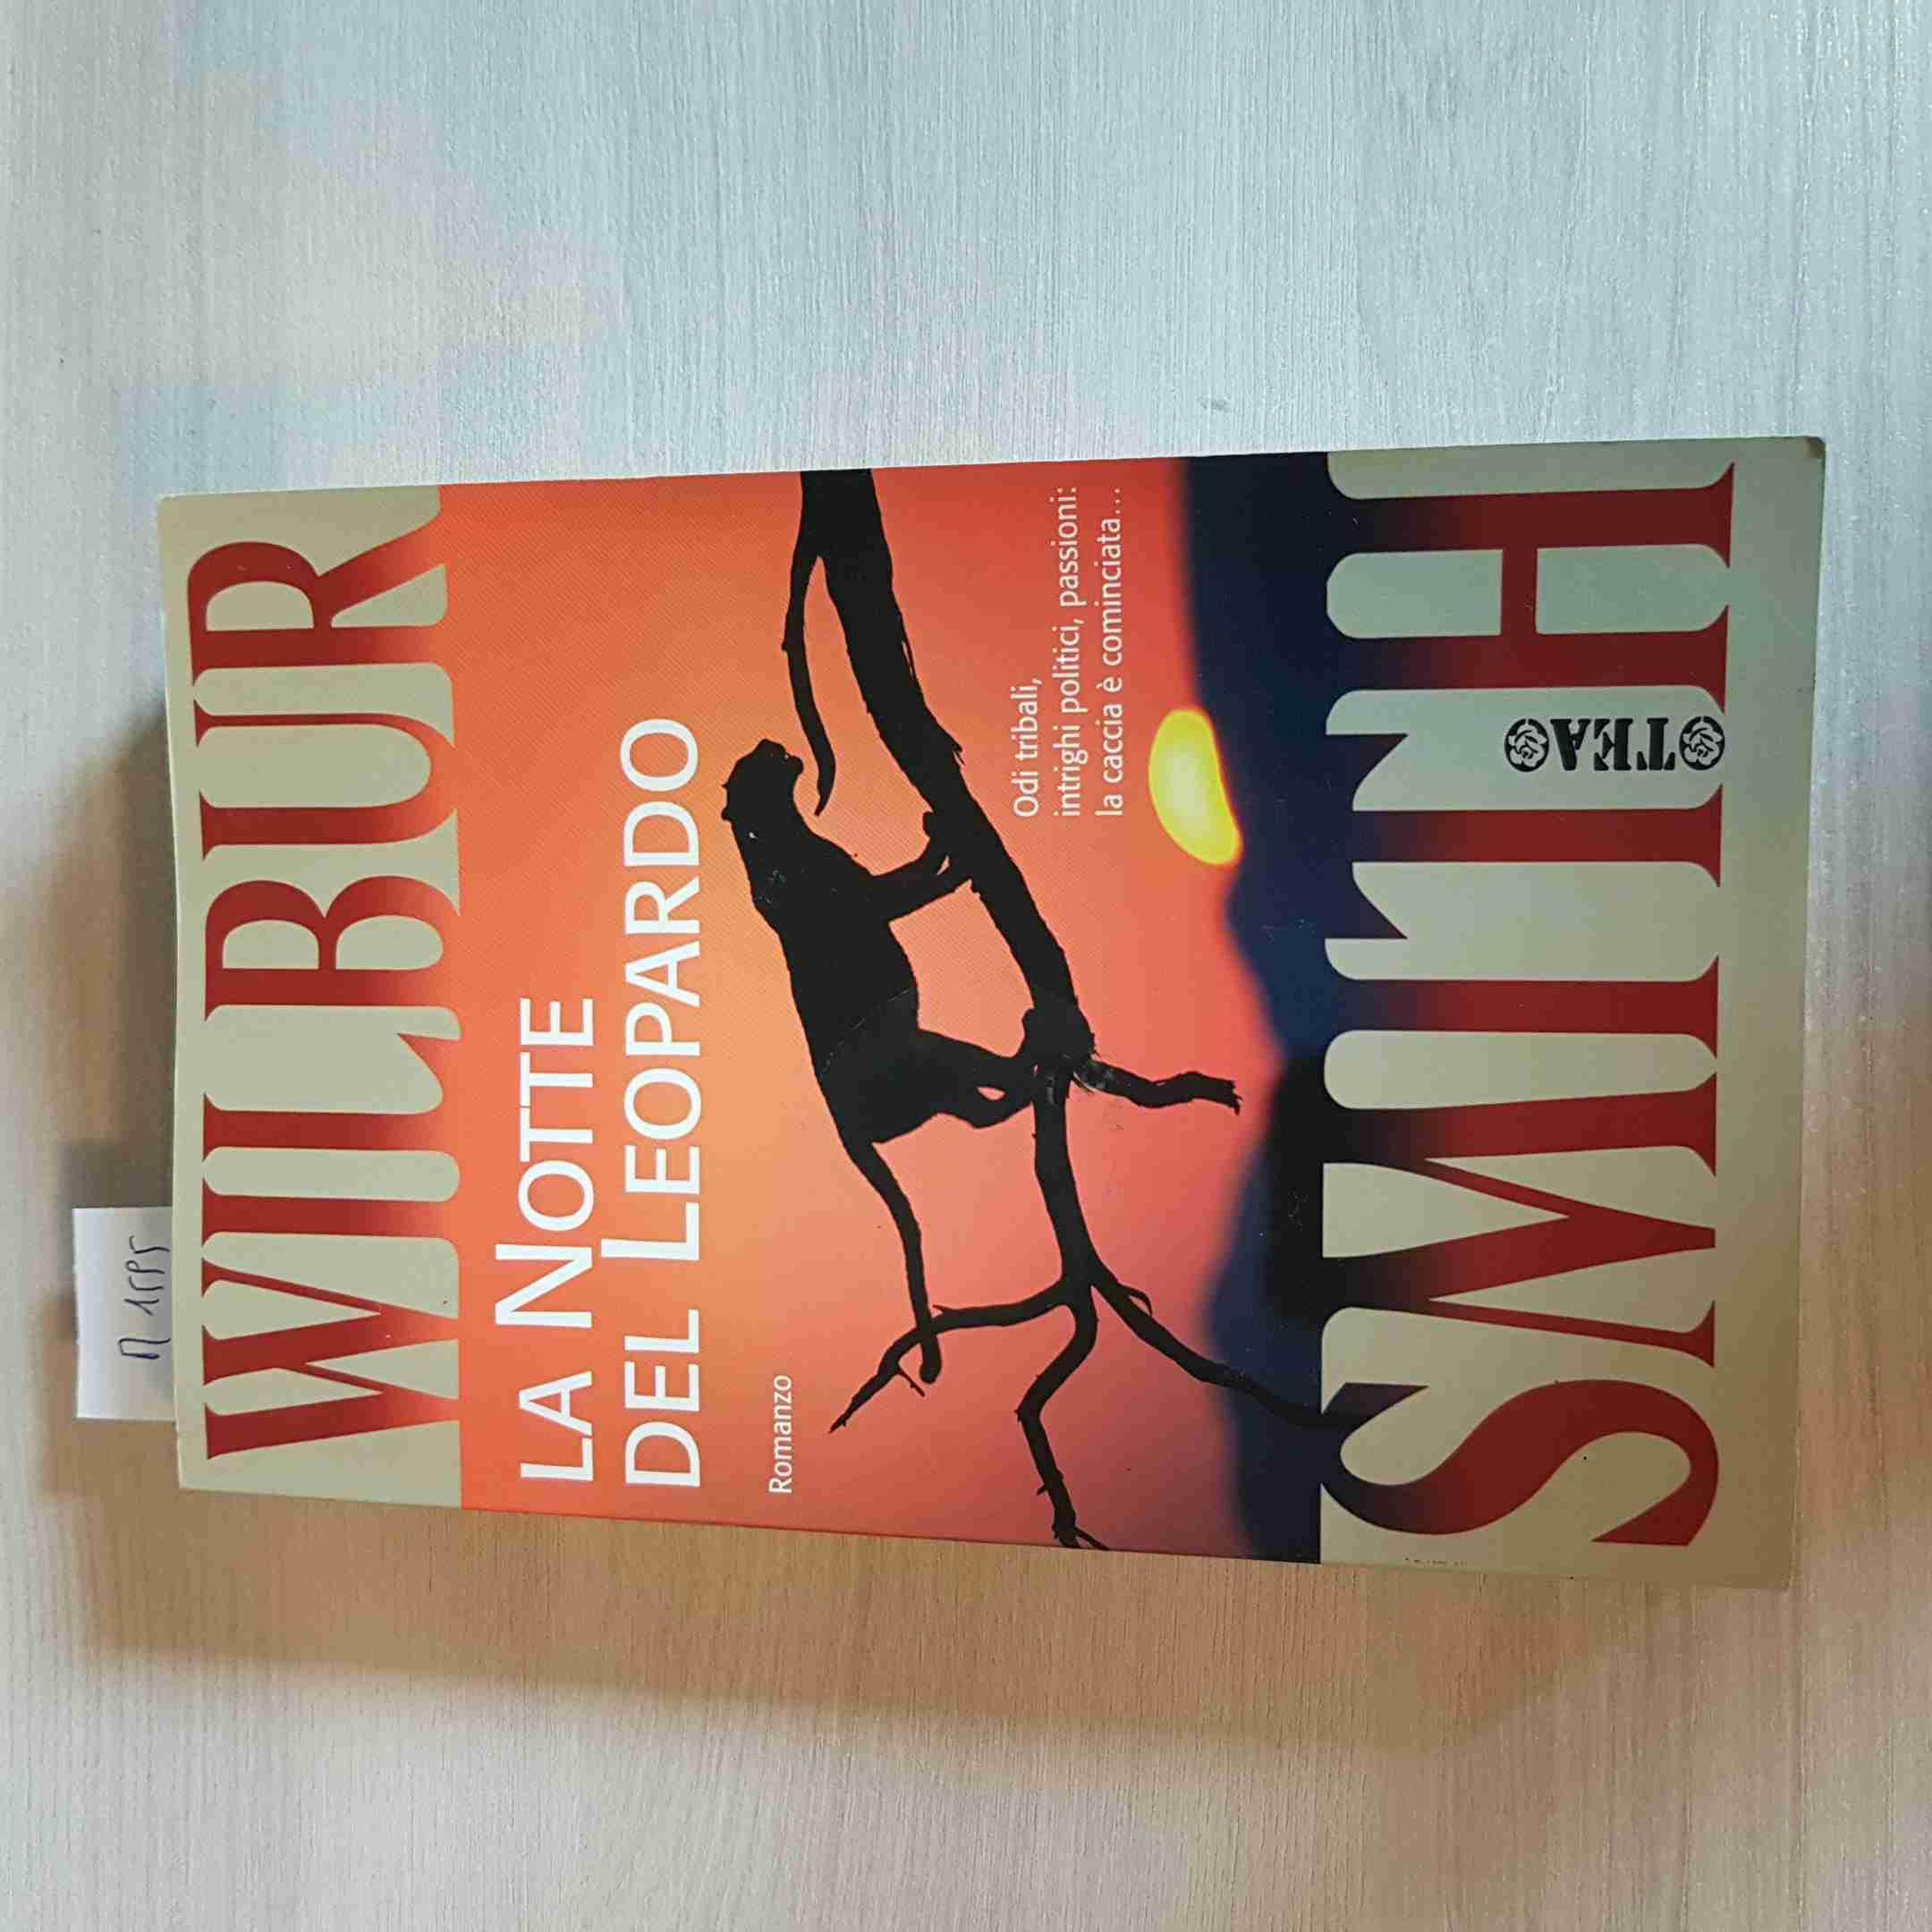 WILBUR
LA NOTTE
DEL LEOPARDO
Romanzo
Odi tribali,
intrighi politici, passioni:
la caccia è cominciata...
SMITH
TEA